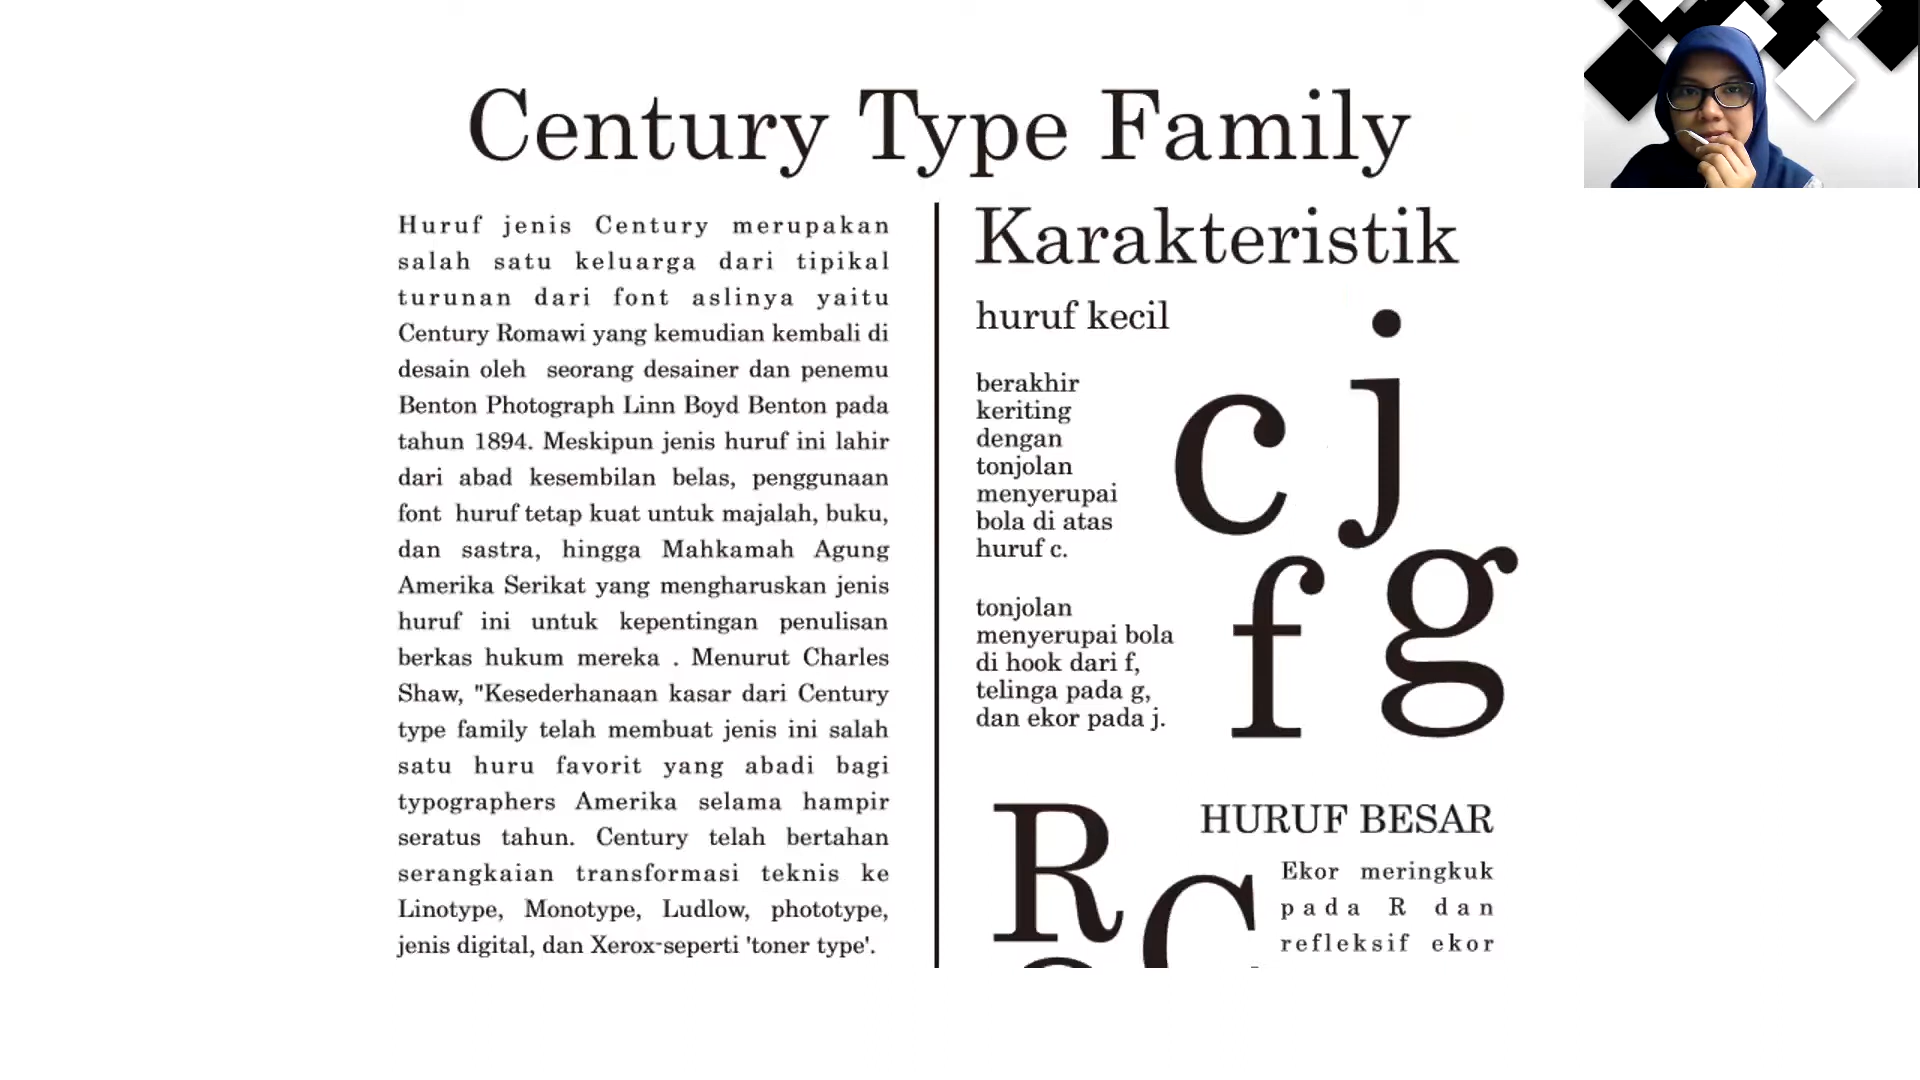 Century Type Family
Huruf jenis Century merupakan
salah satu keluarga dari tipikal
turunan dari font aslinya yaitu
Century Romawi yang kemudian kembali di
desain oleh seorang desainer dan penemu
Benton Photograph Linn Boyd Benton pada
tahun 1894. Meskipun jenis huruf ini lahir
dari abad kesembilan belas, penggunaan
font huruf tetap kuat untuk majalah, buku,
dan sastra, hingga Mahkamah Agung
Amerika Serikat yang mengharuskan jenis
huruf ini untuk kepentingan penulisan
berkas hukum mereka . Menurut Charles
Shaw, "Kesederhanaan kasar dari Century
type family telah membuat jenis ini salah
satu huru favorit yang abadi bagi
typographers Amerika selama hampir
seratus tahun. Century telah bertahan
serangkaian transformasi teknis ke
Linotype, Monotype, Ludlow, phototype,
jenis digital, dan Xerox-seperti 'toner type'.
Karakteristik
huruf kecil
berakhir
keriting
dengan
tonjolan
menyerupai
bola di atas
huruf c.
c j
tonjolan
menyerupai bola
di hook dari f,
telinga pada g,
dan ekor pada j.
f g
R C
HURUF BESAR
Ekor meringkuk
pada R dan
refleksif ekor